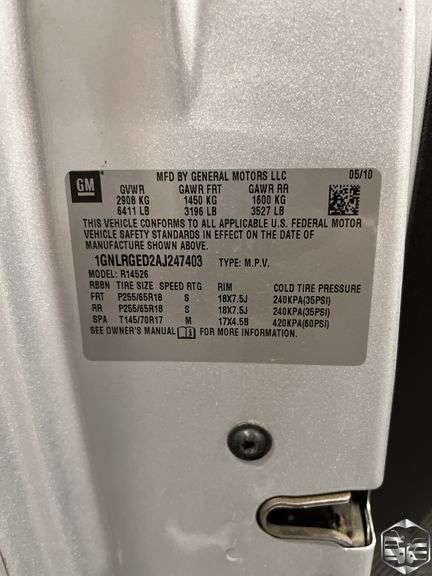 GM
MFD BY GENERAL MOTORS LLC 05/10
GVWR GAWR FRT GAWR RR
2908 KG 1450 KG 1600 KG
6411 LB 3196 LB 3527 LB
THIS VEHICLE CONFORMS TO ALL APPLICABLE U.S. FEDERAL MOTOR
VEHICLE SAFETY STANDARDS IN EFFECT ON THE DATE OF
MANUFACTURE SHOWN ABOVE.
1GNLRGED2AJ247403 TYPE: M.P.V.
MODEL: R14526
RBBN TIRE SIZE SPEED RTG RIM COLD TIRE PRESSURE
FRT P255/65R18 S 18X7.5J 240KPA(35PSI)
RR P255/65R18 S 18X7.5J 240KPA(35PSI)
SPA T145/70R17 M 17X4.5B 420KPA(60PSI)
SEE OWNER'S MANUAL FOR MORE INFORMATION.